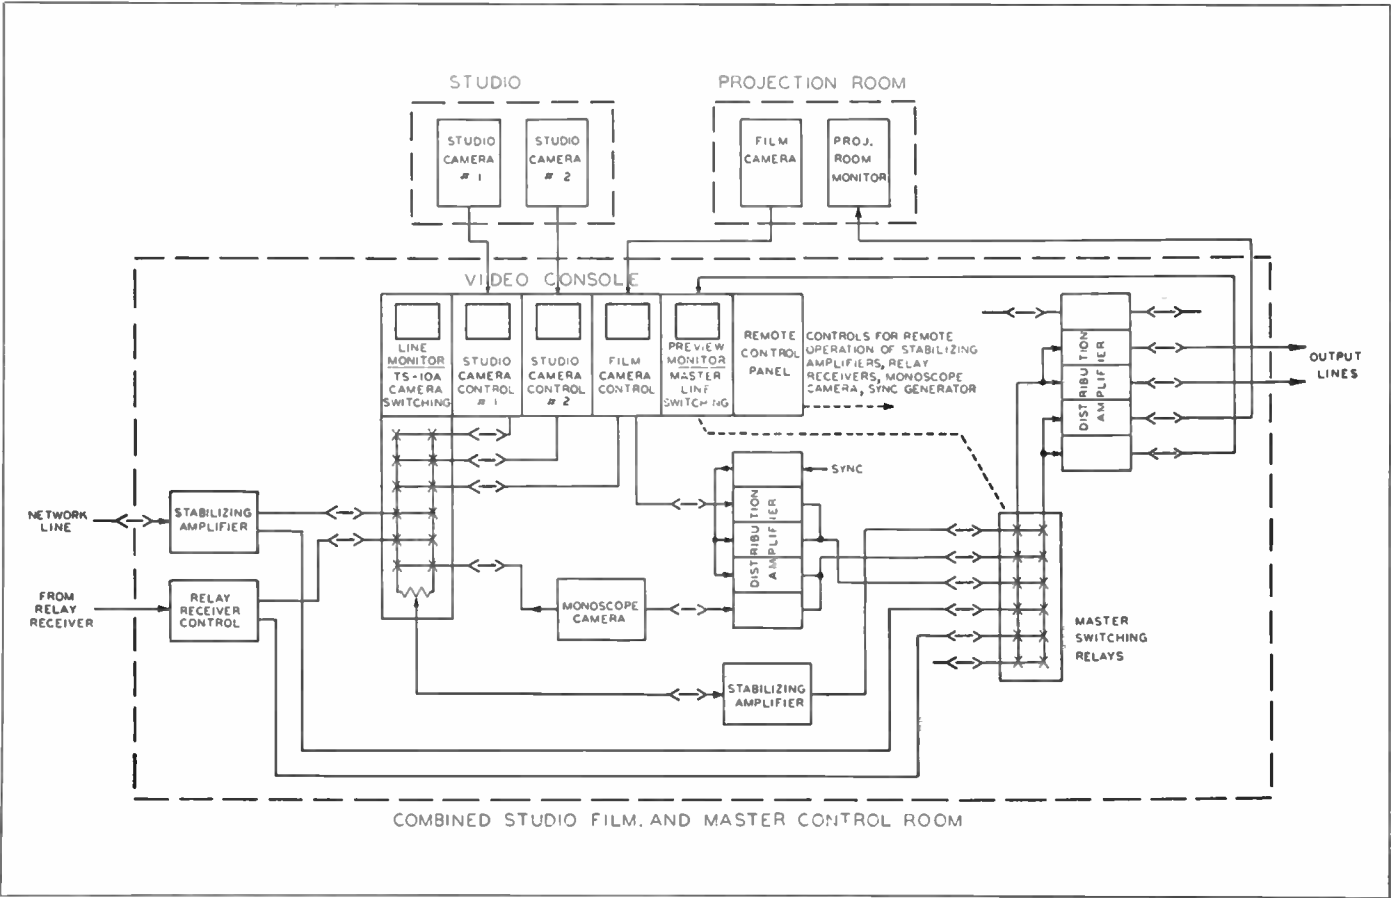 STUDIO
PROJECTION ROOM
STUDIO
CAMERA
# 1
STUDIO
CAMERA
# 2
FILM
CAMERA
PROJ.
ROOM
MONITOR
VIDEO CONSOLE
LINE
MONITOR
TS-10A
CAMERA
SWITCHING
STUDIO
CAMERA
CONTROL
# 1
STUDIO
CAMERA
CONTROL
# 2
FILM
CAMERA
CONTROL
PREVIEW
MONITOR
MASTER
LINE
SWITCHING
REMOTE
CONTROL
PANEL
CONTROLS FOR REMOTE
OPERATION OF STABILIZING
AMPLIFIERS, RELAY
RECEIVERS, MONOSCOPE
CAMERA, SYNC GENERATOR
DISTRIBUTION
AMPLIFIER
OUTPUT
LINES
NETWORK
LINE
STABILIZING
AMPLIFIER
SYNC
DISTRIBUTION
AMPLIFIER
FROM
RELAY
RECEIVER
RELAY
RECEIVER
CONTROL
MONOSCOPE
CAMERA
MASTER
SWITCHING
RELAYS
STABILIZING
AMPLIFIER
COMBINED STUDIO FILM, AND MASTER CONTROL ROOM